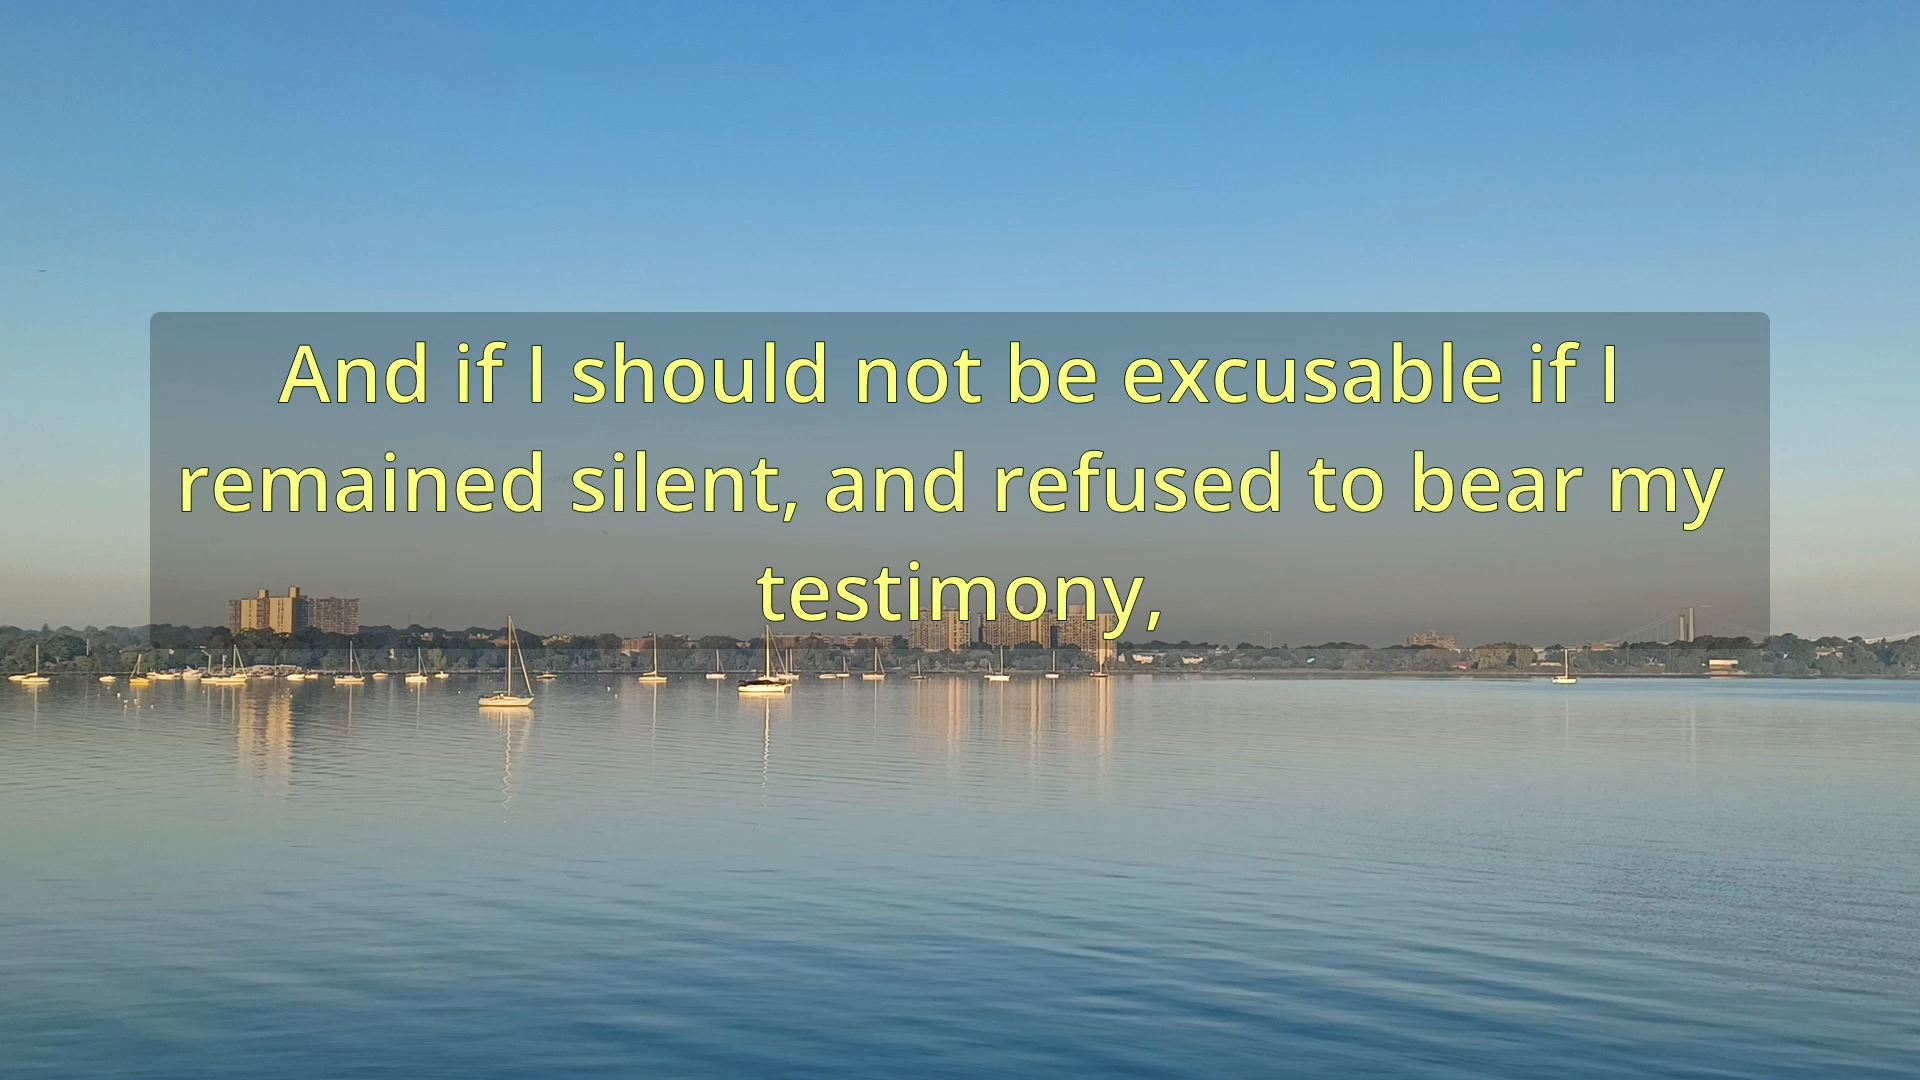 And if I should not be excusable if I
remained silent, and refused to bear my
testimony,